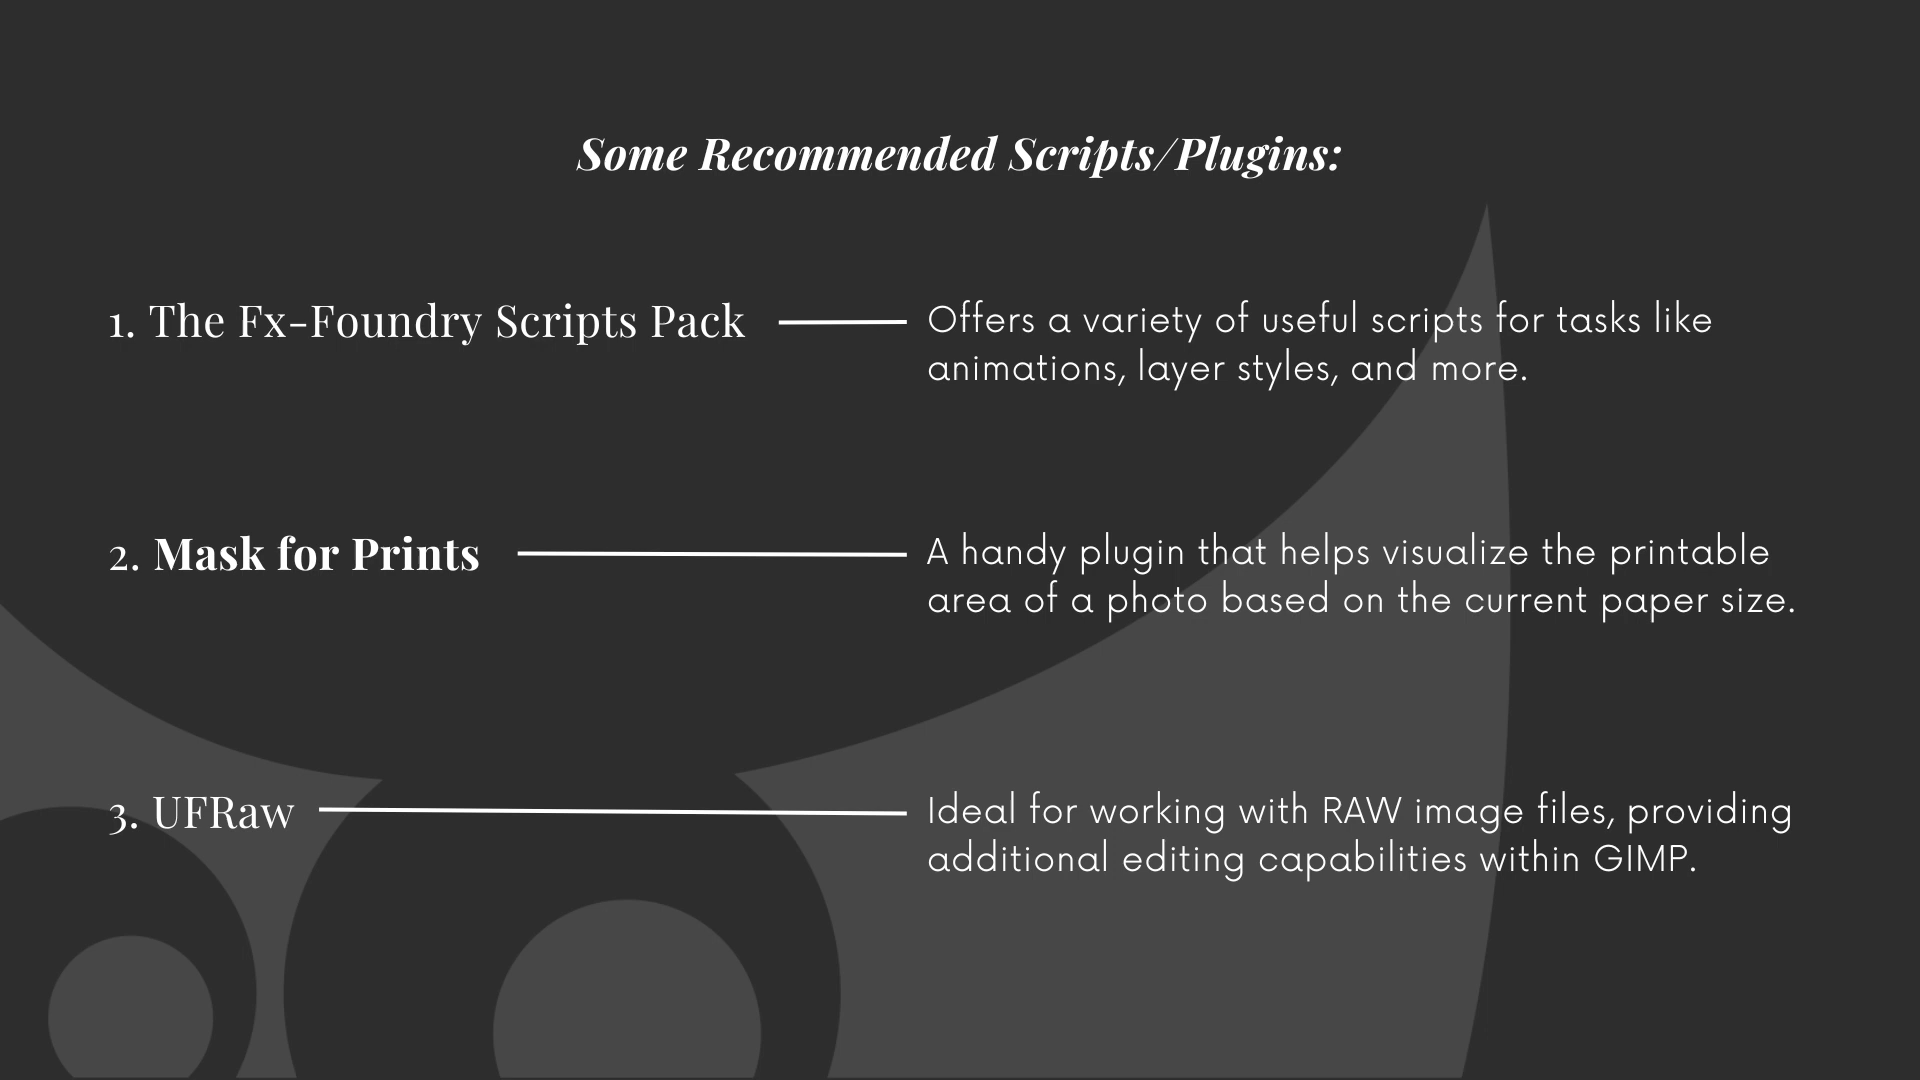 Some Recommended Scripts/Plugins:
1. The Fx-Foundry Scripts Pack
Offers a variety of useful scripts for tasks like
animations, layer styles, and more.
2. Mask for Prints
A handy plugin that helps visualize the printable
area of a photo based on the current paper size.
3. UFRaw
Ideal for working with RAW image files, providing
additional editing capabilities within GIMP.